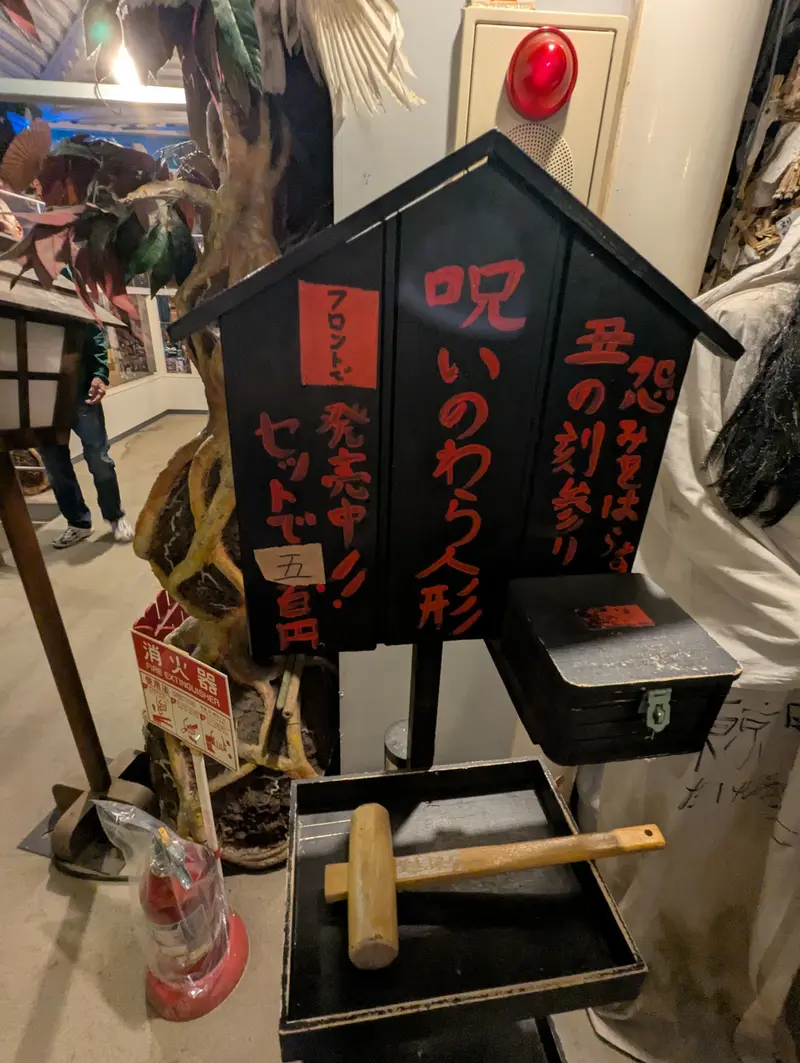 怨みをはらす
丑の刻参り
呪いのわら人形
フロントで
発売中!!
セットで
五百円
消火器
FIRE EXTINGUISHER